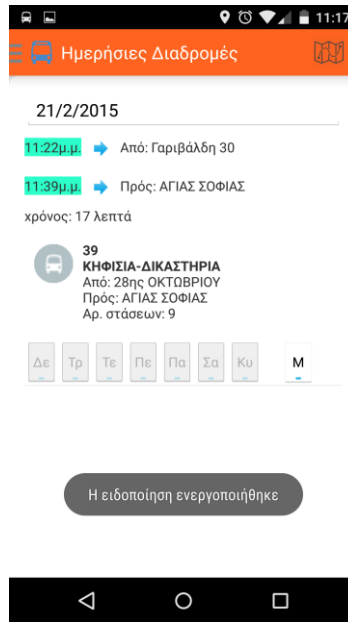 11:17
Ημερήσιες Διαδρομές
21/2/2015
11:22μ.μ. Από: Γαριβάλδη 30
11:39μ.μ. Πρός: ΑΓΙΑΣ ΣΟΦΙΑΣ
χρόνος: 17 λεπτά
39
ΚΗΦΙΣΙΑ-ΔΙΚΑΣΤΗΡΙΑ
Από: 28ης ΟΚΤΩΒΡΙΟΥ
Πρός: ΑΓΙΑΣ ΣΟΦΙΑΣ
Αρ. στάσεων: 9
Δε Τρ Τε Πε Πα Σα Κυ Μ
Η ειδοποίηση ενεργοποιήθηκε